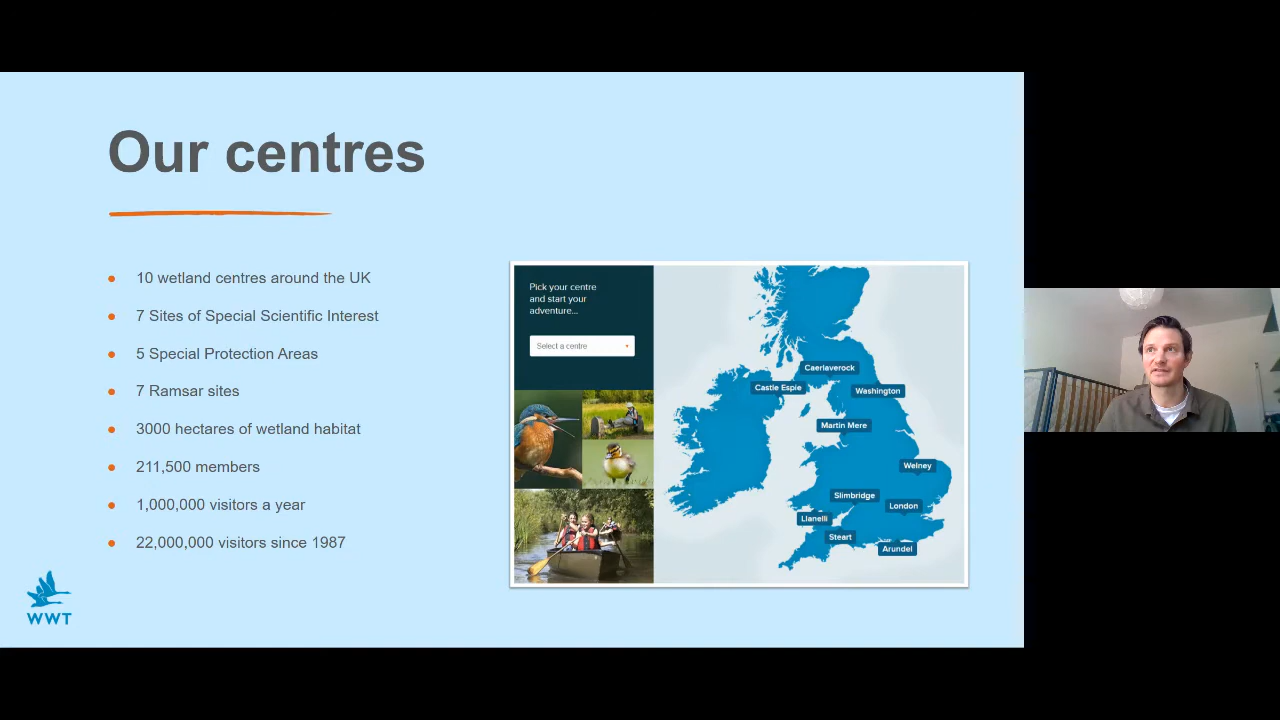 Our centres
10 wetland centres around the UK
7 Sites of Special Scientific Interest
5 Special Protection Areas
7 Ramsar sites
3000 hectares of wetland habitat
211,500 members
1,000,000 visitors a year
22,000,000 visitors since 1987
WWT
Pick your centre
and start your
adventure...
Select a centre
Caerlaverock
Castle Espie
Washington
Martin Mere
Welney
Slimbridge
London
Llanelli
Steart
Arundel